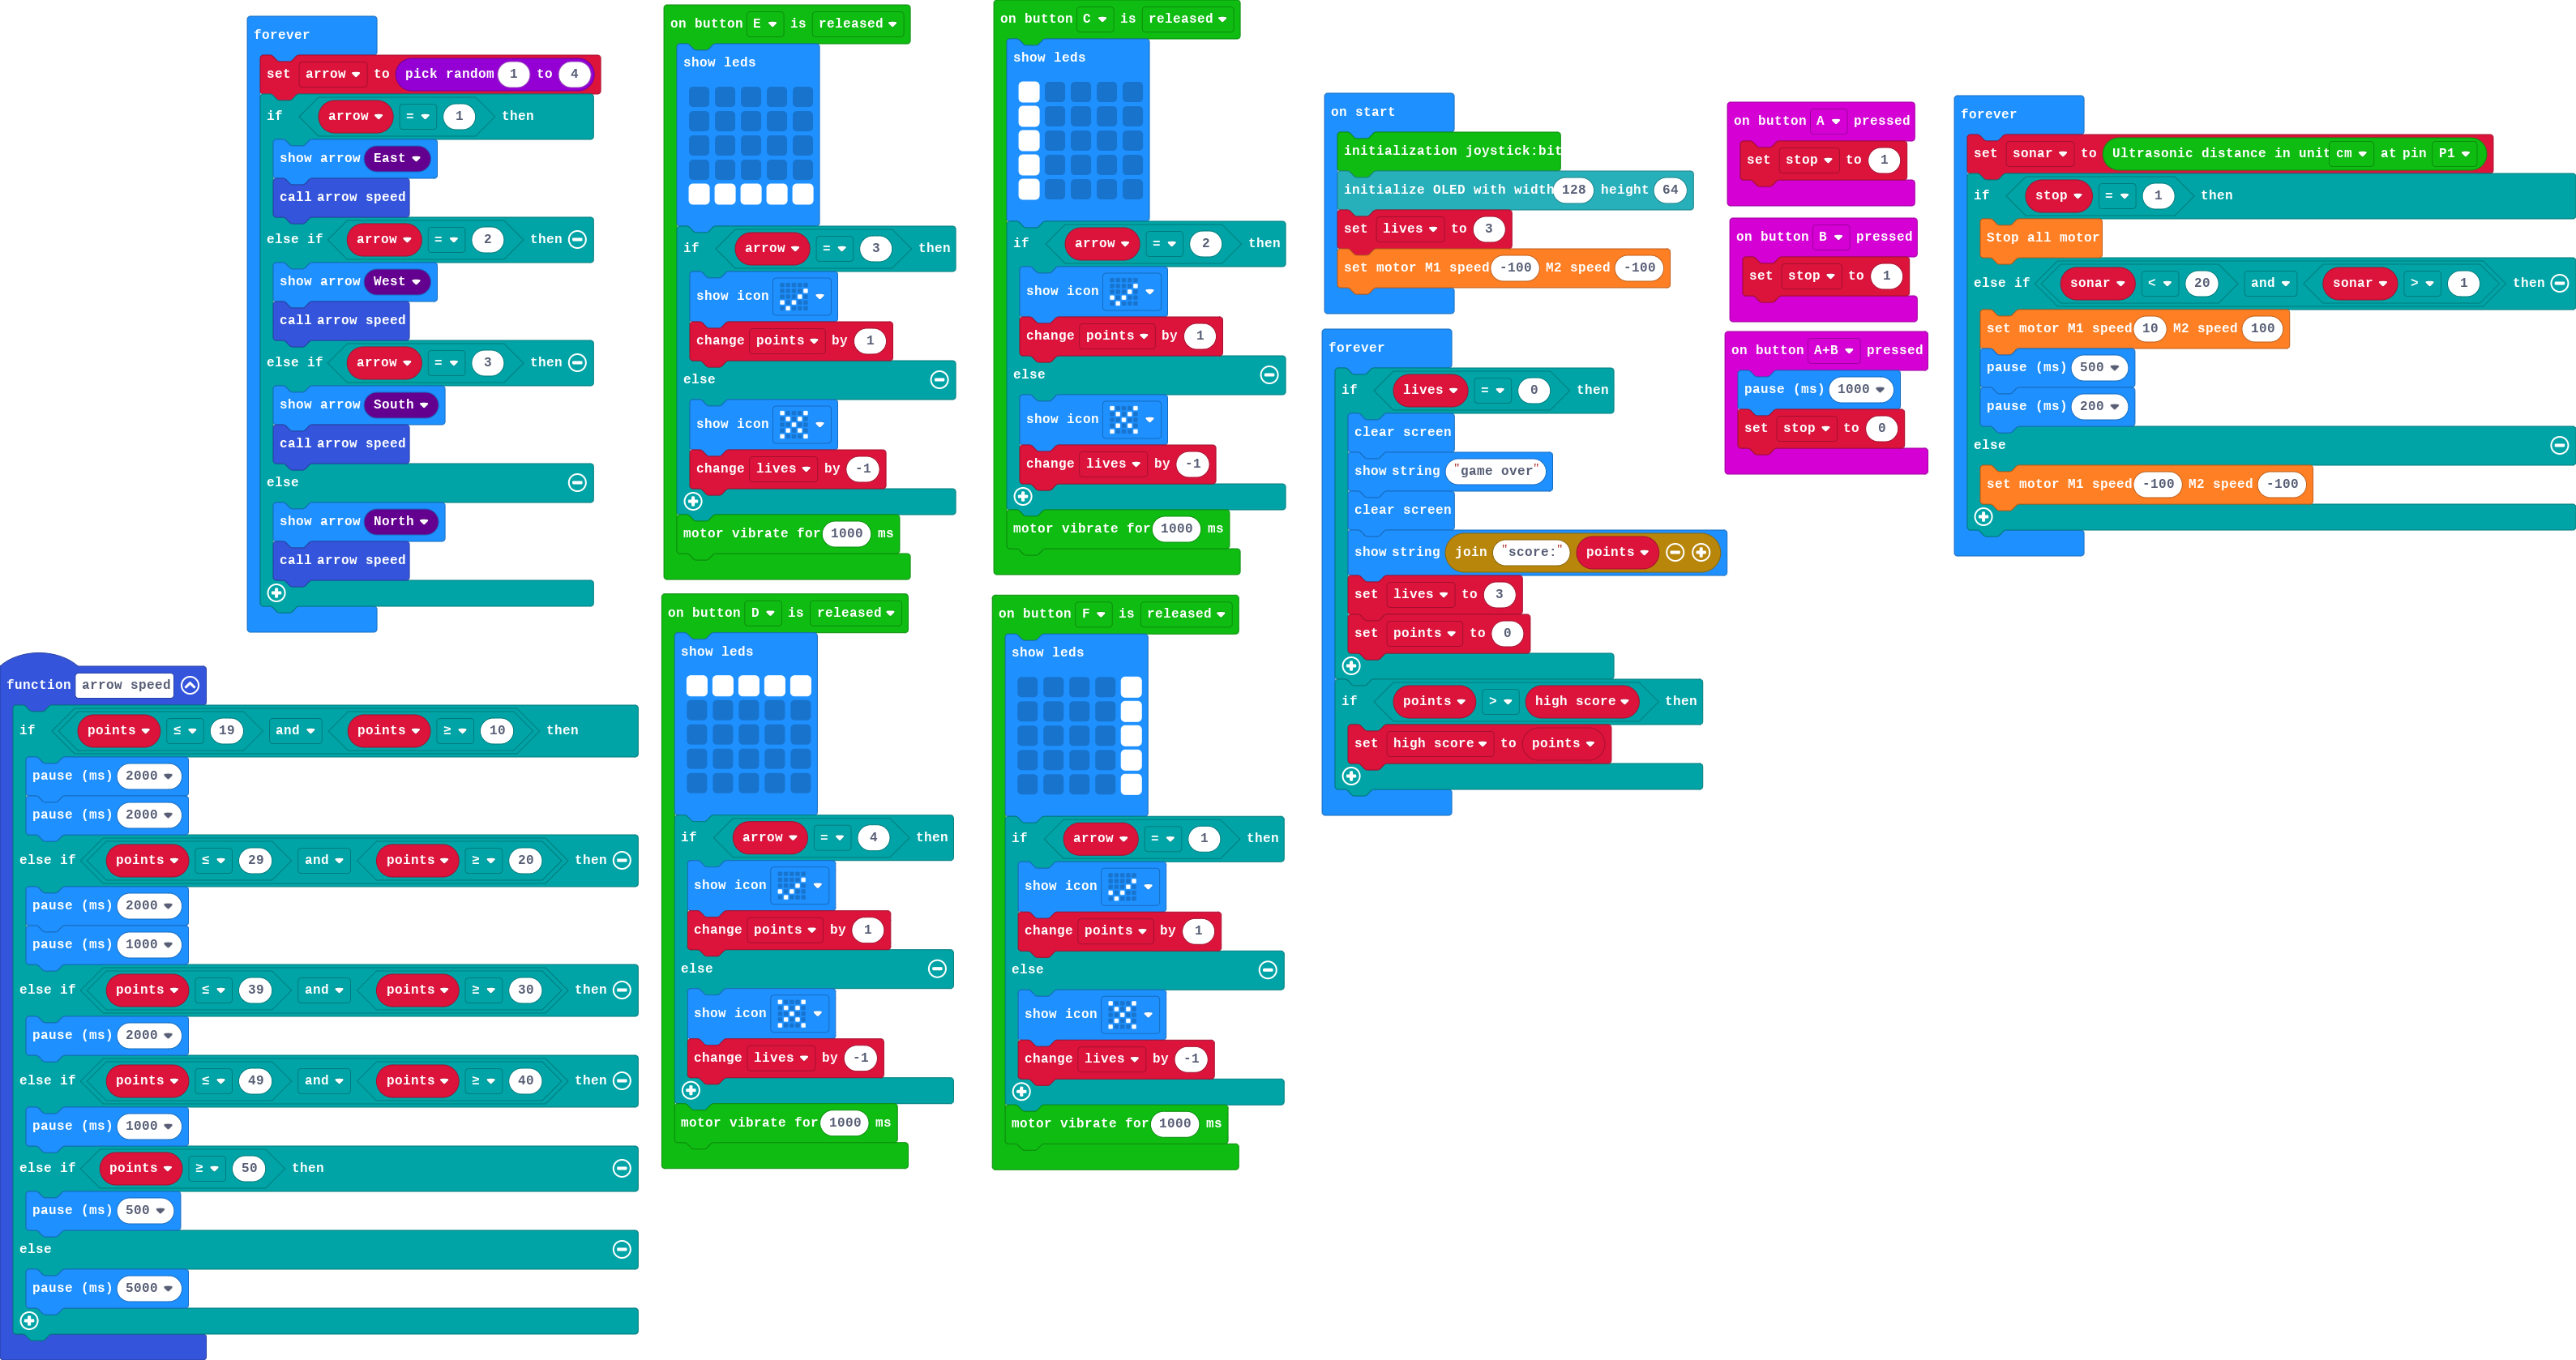 forever
set arrow to pick random 1 to 4
if arrow = 1 then
show arrow East
call arrow speed
else if arrow = 2 then
show arrow West
call arrow speed
else if arrow = 3 then
show arrow South
call arrow speed
else
show arrow North
call arrow speed
function arrow speed
if points ≤ 19 and points ≥ 10 then
pause (ms) 2000
pause (ms) 2000
else if points ≤ 29 and points ≥ 20 then
pause (ms) 2000
pause (ms) 1000
else if points ≤ 39 and points ≥ 30 then
pause (ms) 2000
else if points ≤ 49 and points ≥ 40 then
pause (ms) 1000
else if points ≥ 50 then
pause (ms) 500
else
pause (ms) 5000
on button E is released
show leds
if arrow = 3 then
show icon
change points by 1
else
show icon
change lives by -1
motor vibrate for 1000 ms
on button D is released
show leds
if arrow = 4 then
show icon
change points by 1
else
show icon
change lives by -1
motor vibrate for 1000 ms
on button C is released
show leds
if arrow = 2 then
show icon
change points by 1
else
show icon
change lives by -1
motor vibrate for 1000 ms
on button F is released
show leds
if arrow = 1 then
show icon
change points by 1
else
show icon
change lives by -1
motor vibrate for 1000 ms
on start
initialization joystick:bit
initialize OLED with width 128 height 64
set lives to 3
set motor M1 speed -100 M2 speed -100
forever
if lives = 0 then
clear screen
show string "game over"
clear screen
show string join "score:" points
set lives to 3
set points to 0
if points > high score then
set high score to points
on button A pressed
set stop to 1
on button B pressed
set stop to 1
on button A+B pressed
pause (ms) 1000
set stop to 0
forever
set sonar to Ultrasonic distance in unit cm at pin P1
if stop = 1 then
Stop all motor
else if sonar < 20 and sonar > 1 then
set motor M1 speed 10 M2 speed 100
pause (ms) 500
pause (ms) 200
else
set motor M1 speed -100 M2 speed -100